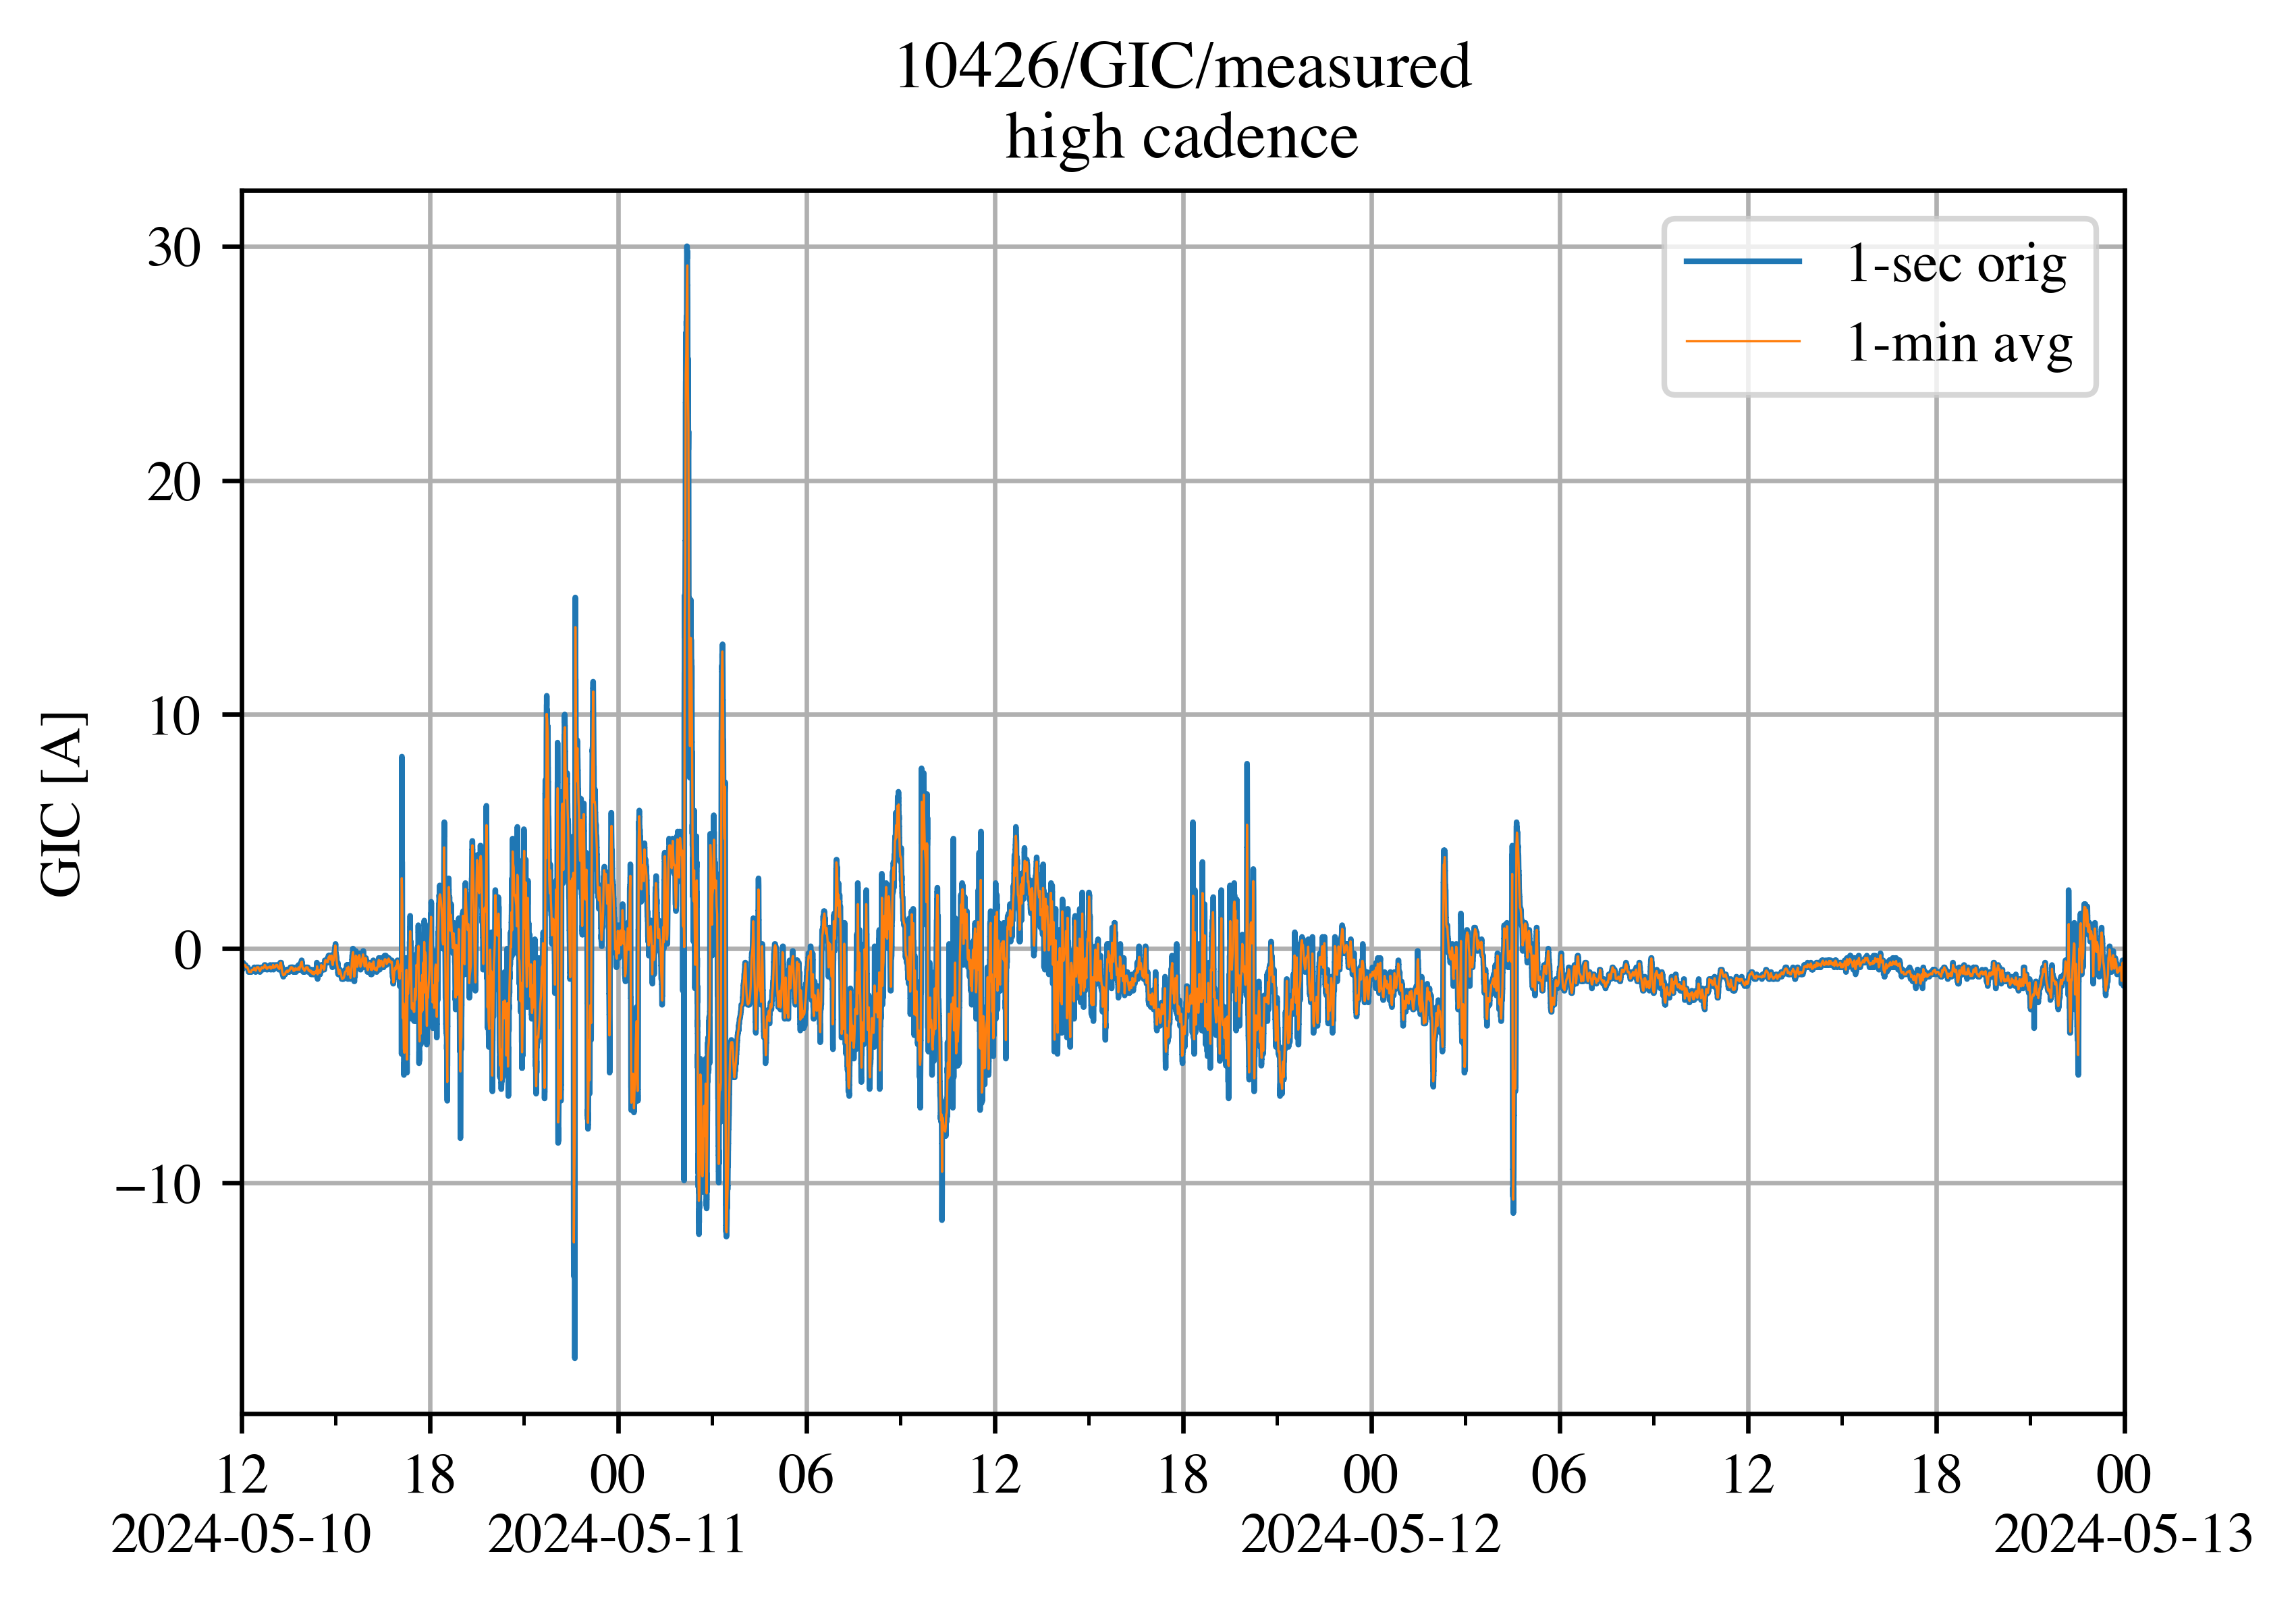 10426/GIC/measured
high cadence
GIC [A]
30
20
10
0
−10
1-sec orig
1-min avg
12 18 00 06 12 18 00 06 12 18 00
2024-05-10 2024-05-11 2024-05-12 2024-05-13